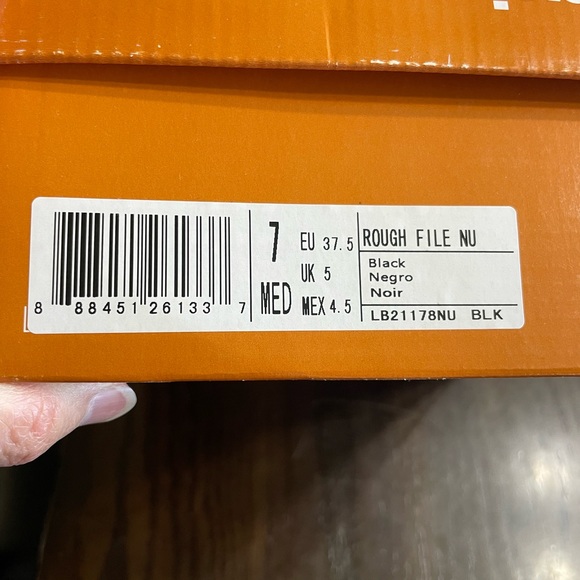 8 88451 26133 7
7
MED
EU 37.5
UK 5
MEX 4.5
ROUGH FILE NU
Black
Negro
Noir
LB21178NU BLK